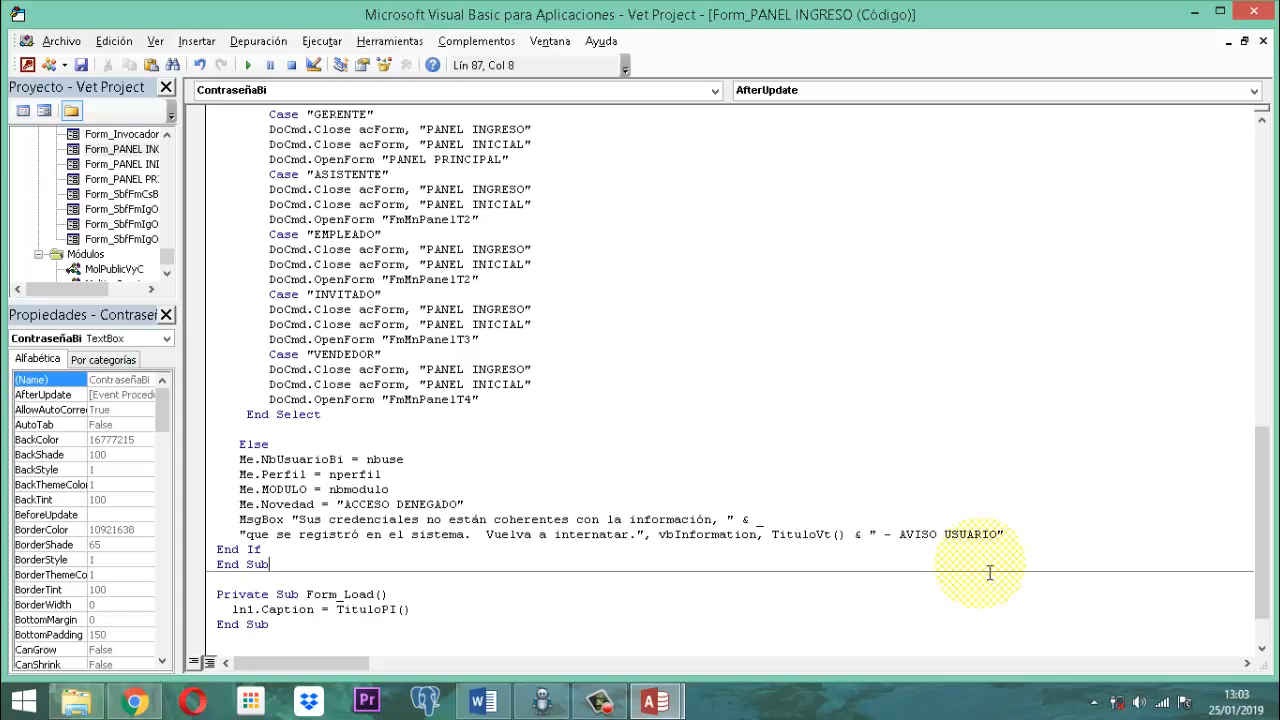 Microsoft Visual Basic para Aplicaciones - Vet Project - [Form_PANEL INGRESO (Código)]
Archivo Edición Ver Insertar Formato Depuración Ejecutar Herramientas Complementos Ventana Ayuda
Lín 87, Col 8
Proyecto - Vet Project
ContraseñaBi
AfterUpdate
Form_Invocador
Form_PANEL ING
Form_PANEL INI
Form_PANEL PR
Form_SbfFmCsB
Form_SbfFmIgO
Form_SbfFmIgO
Form_SbfFmIgO
Módulos
MolPublicVyC
Propiedades - Contraseñ
ContraseñaBi TextBox
Alfabética
Por categorías
(Name) ContraseñaBi
AfterUpdate [Event Procedu
AllowAutoCorre True
AutoTab False
BackColor 16777215
BackShade 100
BackStyle 1
BackThemeColor 1
BackTint 100
BeforeUpdate
BorderColor 10921638
BorderShade 65
BorderStyle 1
BorderThemeCo 1
BorderTint 100
BorderWidth 0
BottomMargin 0
BottomPadding 150
CanGrow False
CanShrink False
Case "GERENTE"
DoCmd.Close acForm, "PANEL INGRESO"
DoCmd.Close acForm, "PANEL INICIAL"
DoCmd.OpenForm "PANEL PRINCIPAL"
Case "ASISTENTE"
DoCmd.Close acForm, "PANEL INGRESO"
DoCmd.Close acForm, "PANEL INICIAL"
DoCmd.OpenForm "FmMnPanelT2"
Case "EMPLEADO"
DoCmd.Close acForm, "PANEL INGRESO"
DoCmd.Close acForm, "PANEL INICIAL"
DoCmd.OpenForm "FmMnPanelT2"
Case "INVITADO"
DoCmd.Close acForm, "PANEL INGRESO"
DoCmd.Close acForm, "PANEL INICIAL"
DoCmd.OpenForm "FmMnPanelT3"
Case "VENDEDOR"
DoCmd.Close acForm, "PANEL INGRESO"
DoCmd.Close acForm, "PANEL INICIAL"
DoCmd.OpenForm "FmMnPanelT4"
End Select
Else
Me.NbUsuarioBi = nbuse
Me.Perfil = nperfil
Me.MODULO = nbmodulo
Me.Novedad = "ACCESO DENEGADO"
MsgBox "Sus credenciales no están coherentes con la información, " & _
"que se registró en el sistema.  Vuelva a internatar.", vbInformation, TituloVt() & " - AVISO USUARIO"
End If
End Sub
Private Sub Form_Load()
ln1.Caption = TituloPI()
End Sub
13:03
25/01/2019